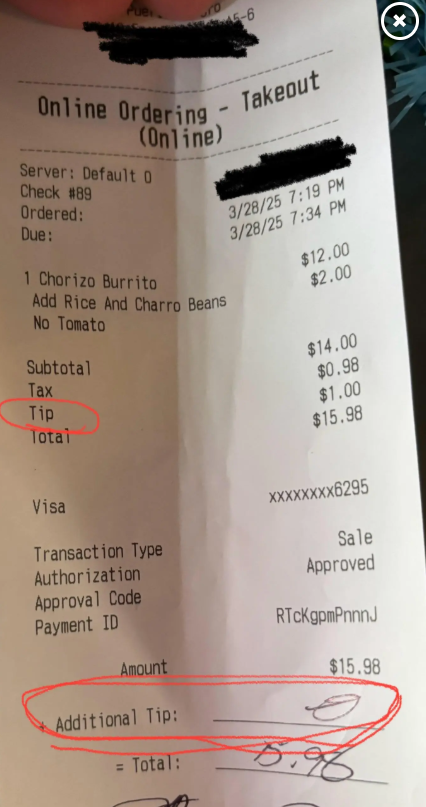 Online Ordering - Takeout
(Online)
Server: Default O
Check #89
Ordered: 3/28/25 7:19 PM
Due: 3/28/25 7:34 PM
1 Chorizo Burrito $12.00
Add Rice And Charro Beans $2.00
No Tomato
Subtotal $14.00
Tax $0.98
Tip $1.00
Total $15.98
Visa xxxxxxxx6295
Transaction Type Sale
Authorization Approved
Approval Code
Payment ID RTcKgpmPnnnJ
Amount $15.98
+ Additional Tip: 0
= Total: 15.98